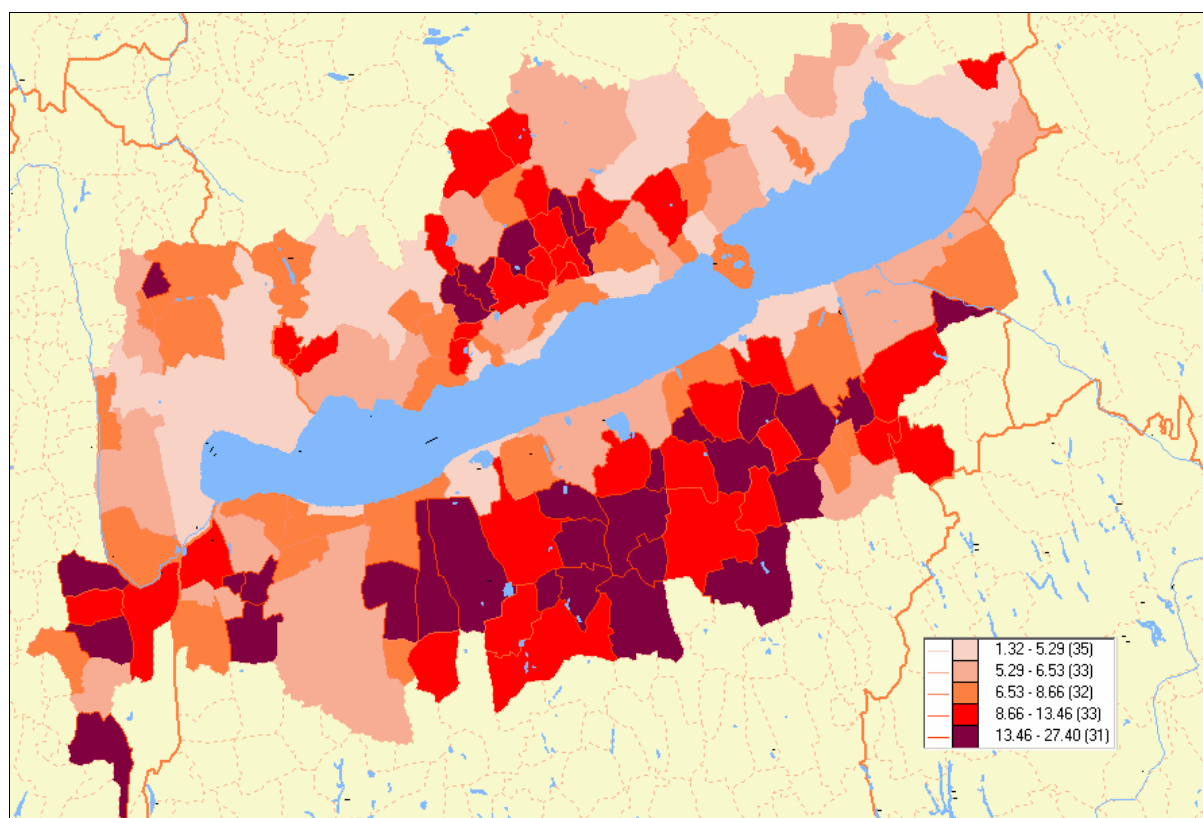 1.32 - 5.29 (35)
5.29 - 6.53 (33)
6.53 - 8.66 (32)
8.66 - 13.46 (33)
13.46 - 27.40 (31)